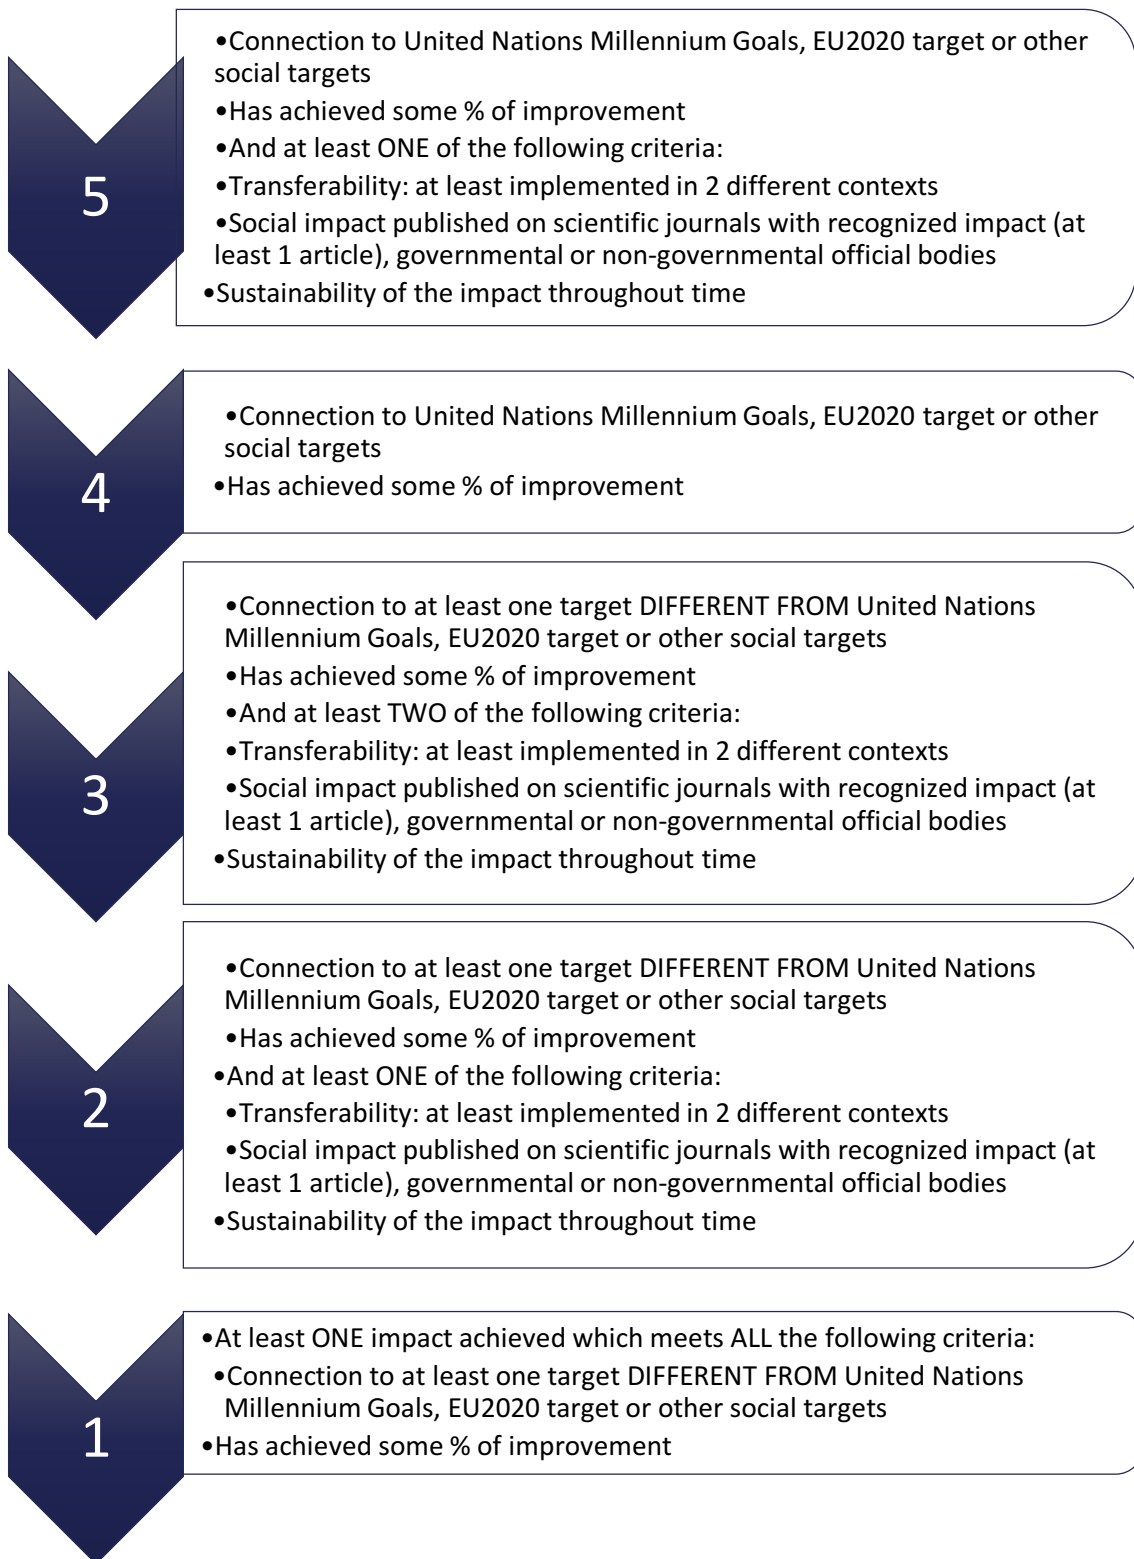 5
•Connection to United Nations Millennium Goals, EU2020 target or other
social targets
•Has achieved some % of improvement
•And at least ONE of the following criteria:
•Transferability: at least implemented in 2 different contexts
•Social impact published on scientific journals with recognized impact (at
least 1 article), governmental or non-governmental official bodies
•Sustainability of the impact throughout time
4
•Connection to United Nations Millennium Goals, EU2020 target or other
social targets
•Has achieved some % of improvement
3
•Connection to at least one target DIFFERENT FROM United Nations
Millennium Goals, EU2020 target or other social targets
•Has achieved some % of improvement
•And at least TWO of the following criteria:
•Transferability: at least implemented in 2 different contexts
•Social impact published on scientific journals with recognized impact (at
least 1 article), governmental or non-governmental official bodies
•Sustainability of the impact throughout time
2
•Connection to at least one target DIFFERENT FROM United Nations
Millennium Goals, EU2020 target or other social targets
•Has achieved some % of improvement
•And at least ONE of the following criteria:
•Transferability: at least implemented in 2 different contexts
•Social impact published on scientific journals with recognized impact (at
least 1 article), governmental or non-governmental official bodies
•Sustainability of the impact throughout time
1
•At least ONE impact achieved which meets ALL the following criteria:
•Connection to at least one target DIFFERENT FROM United Nations
Millennium Goals, EU2020 target or other social targets
•Has achieved some % of improvement